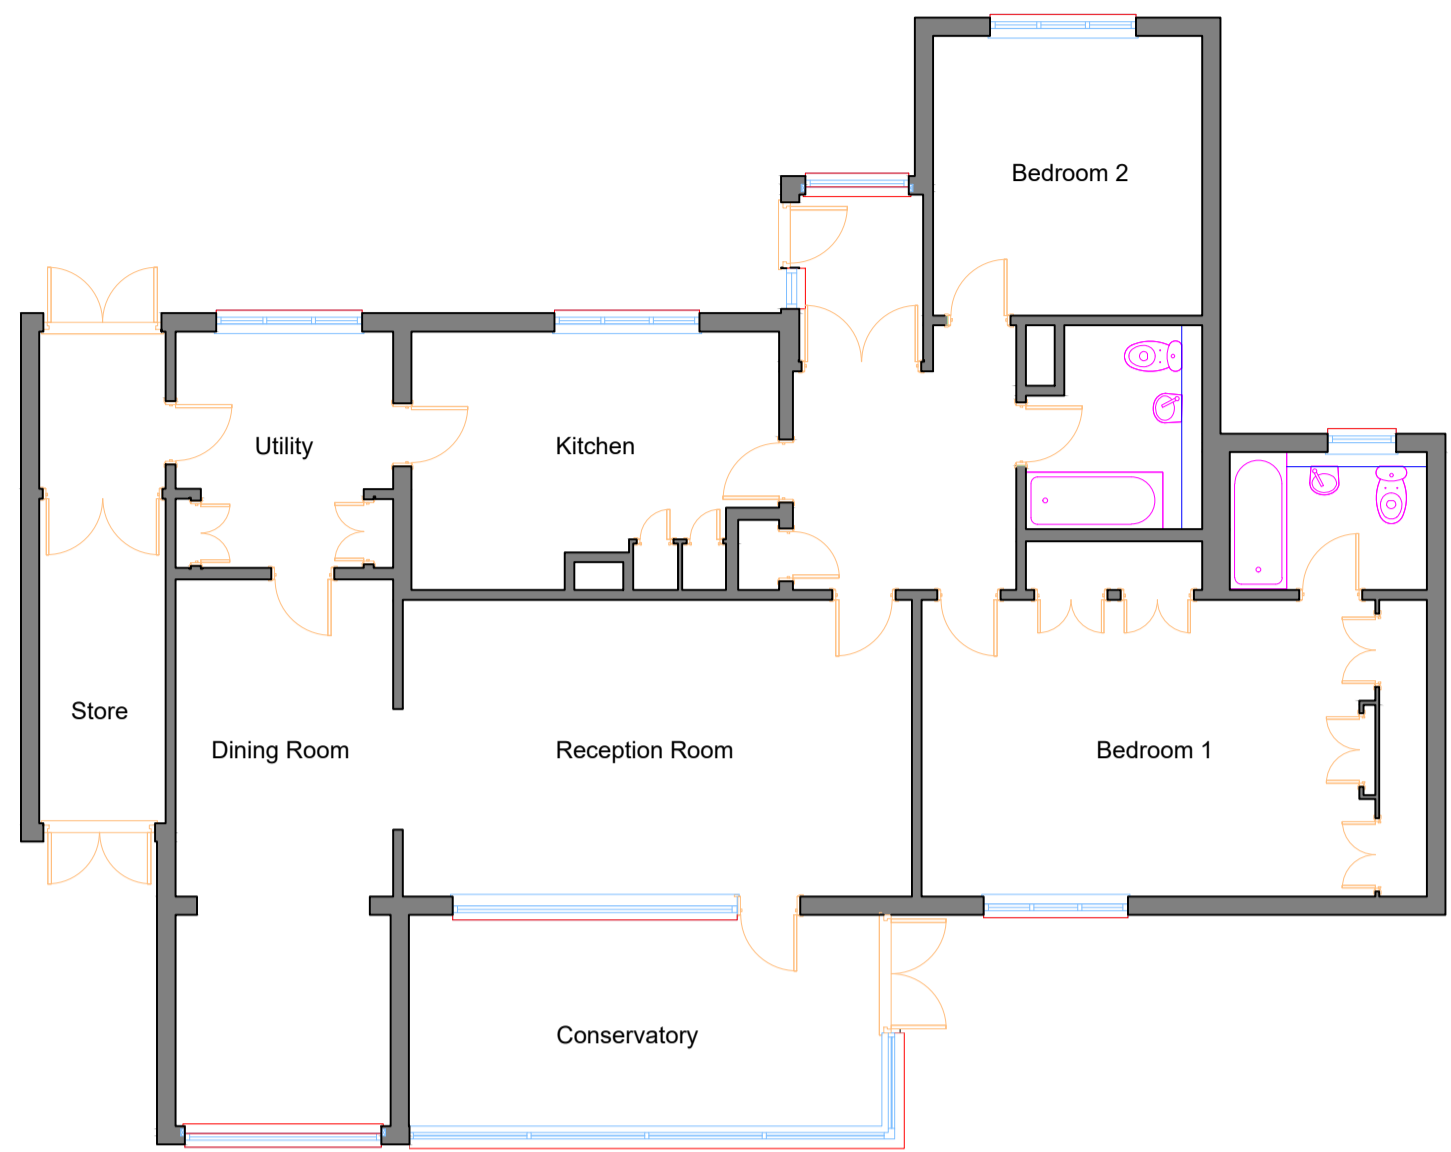 Bedroom 2
Utility
Kitchen
Store
Dining Room
Reception Room
Bedroom 1
Conservatory